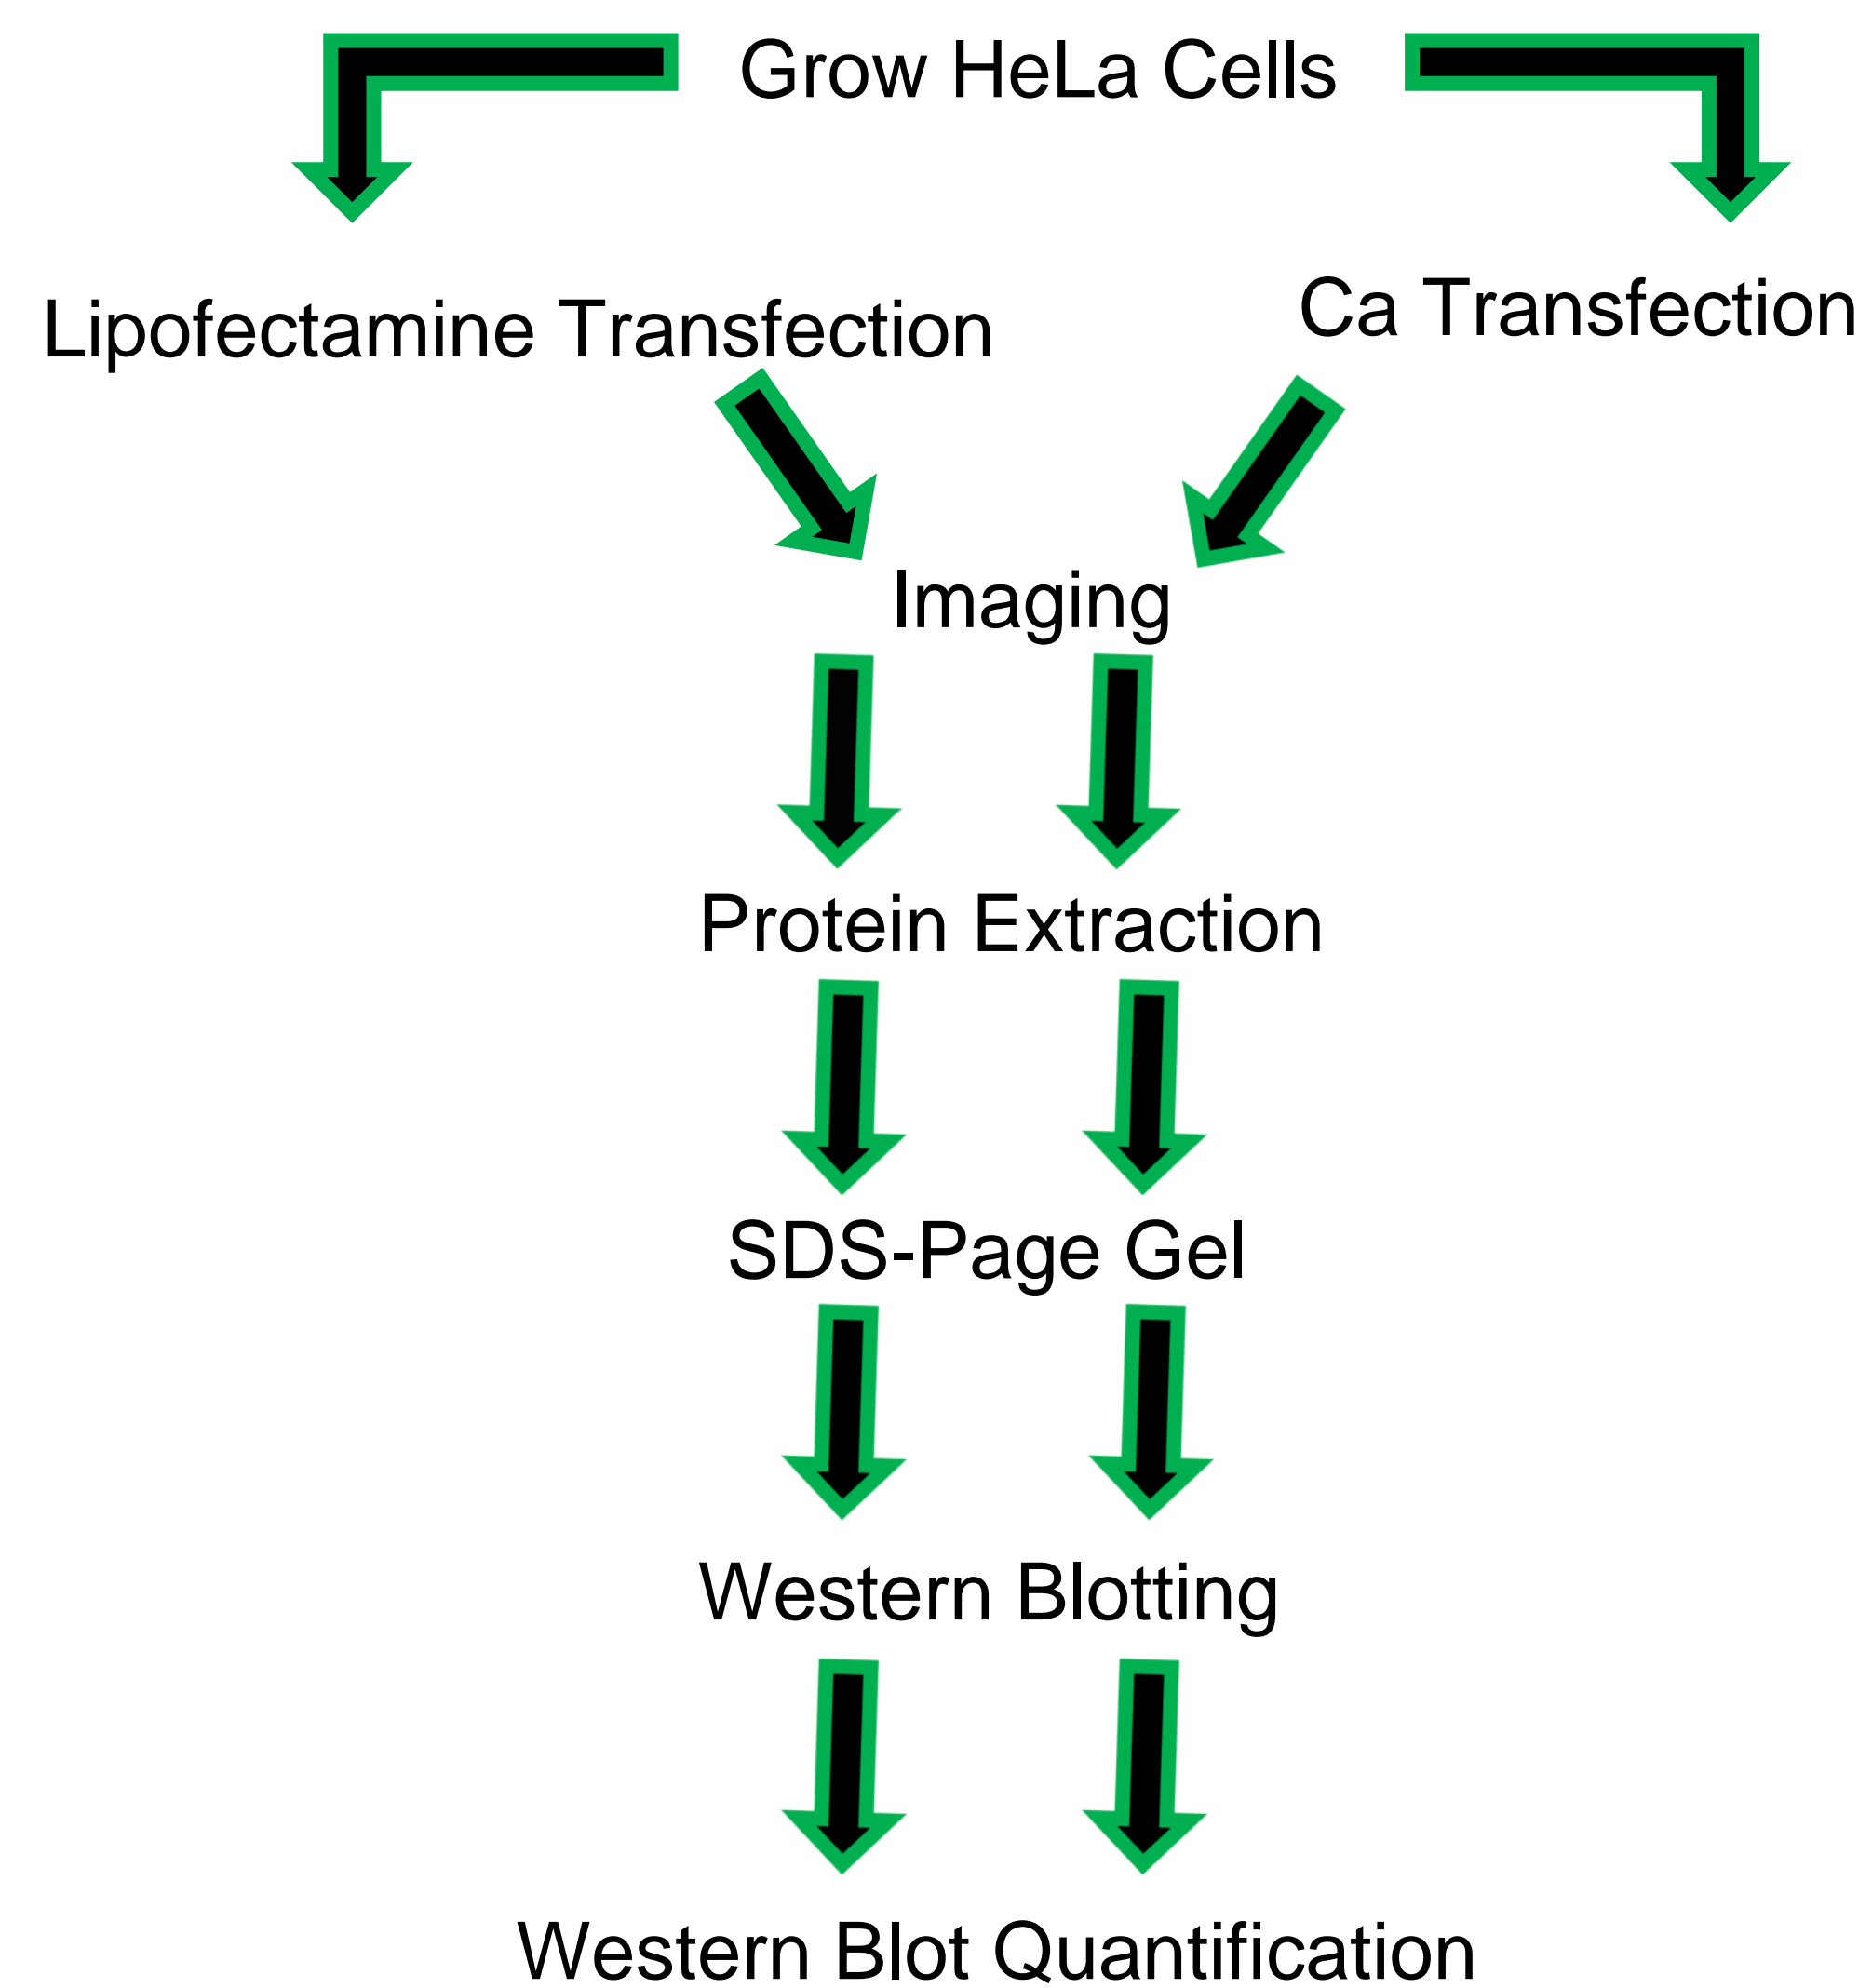 Grow HeLa Cells
Lipofectamine Transfection
Ca Transfection
Imaging
Protein Extraction
SDS-Page Gel
Western Blotting
Western Blot Quantification